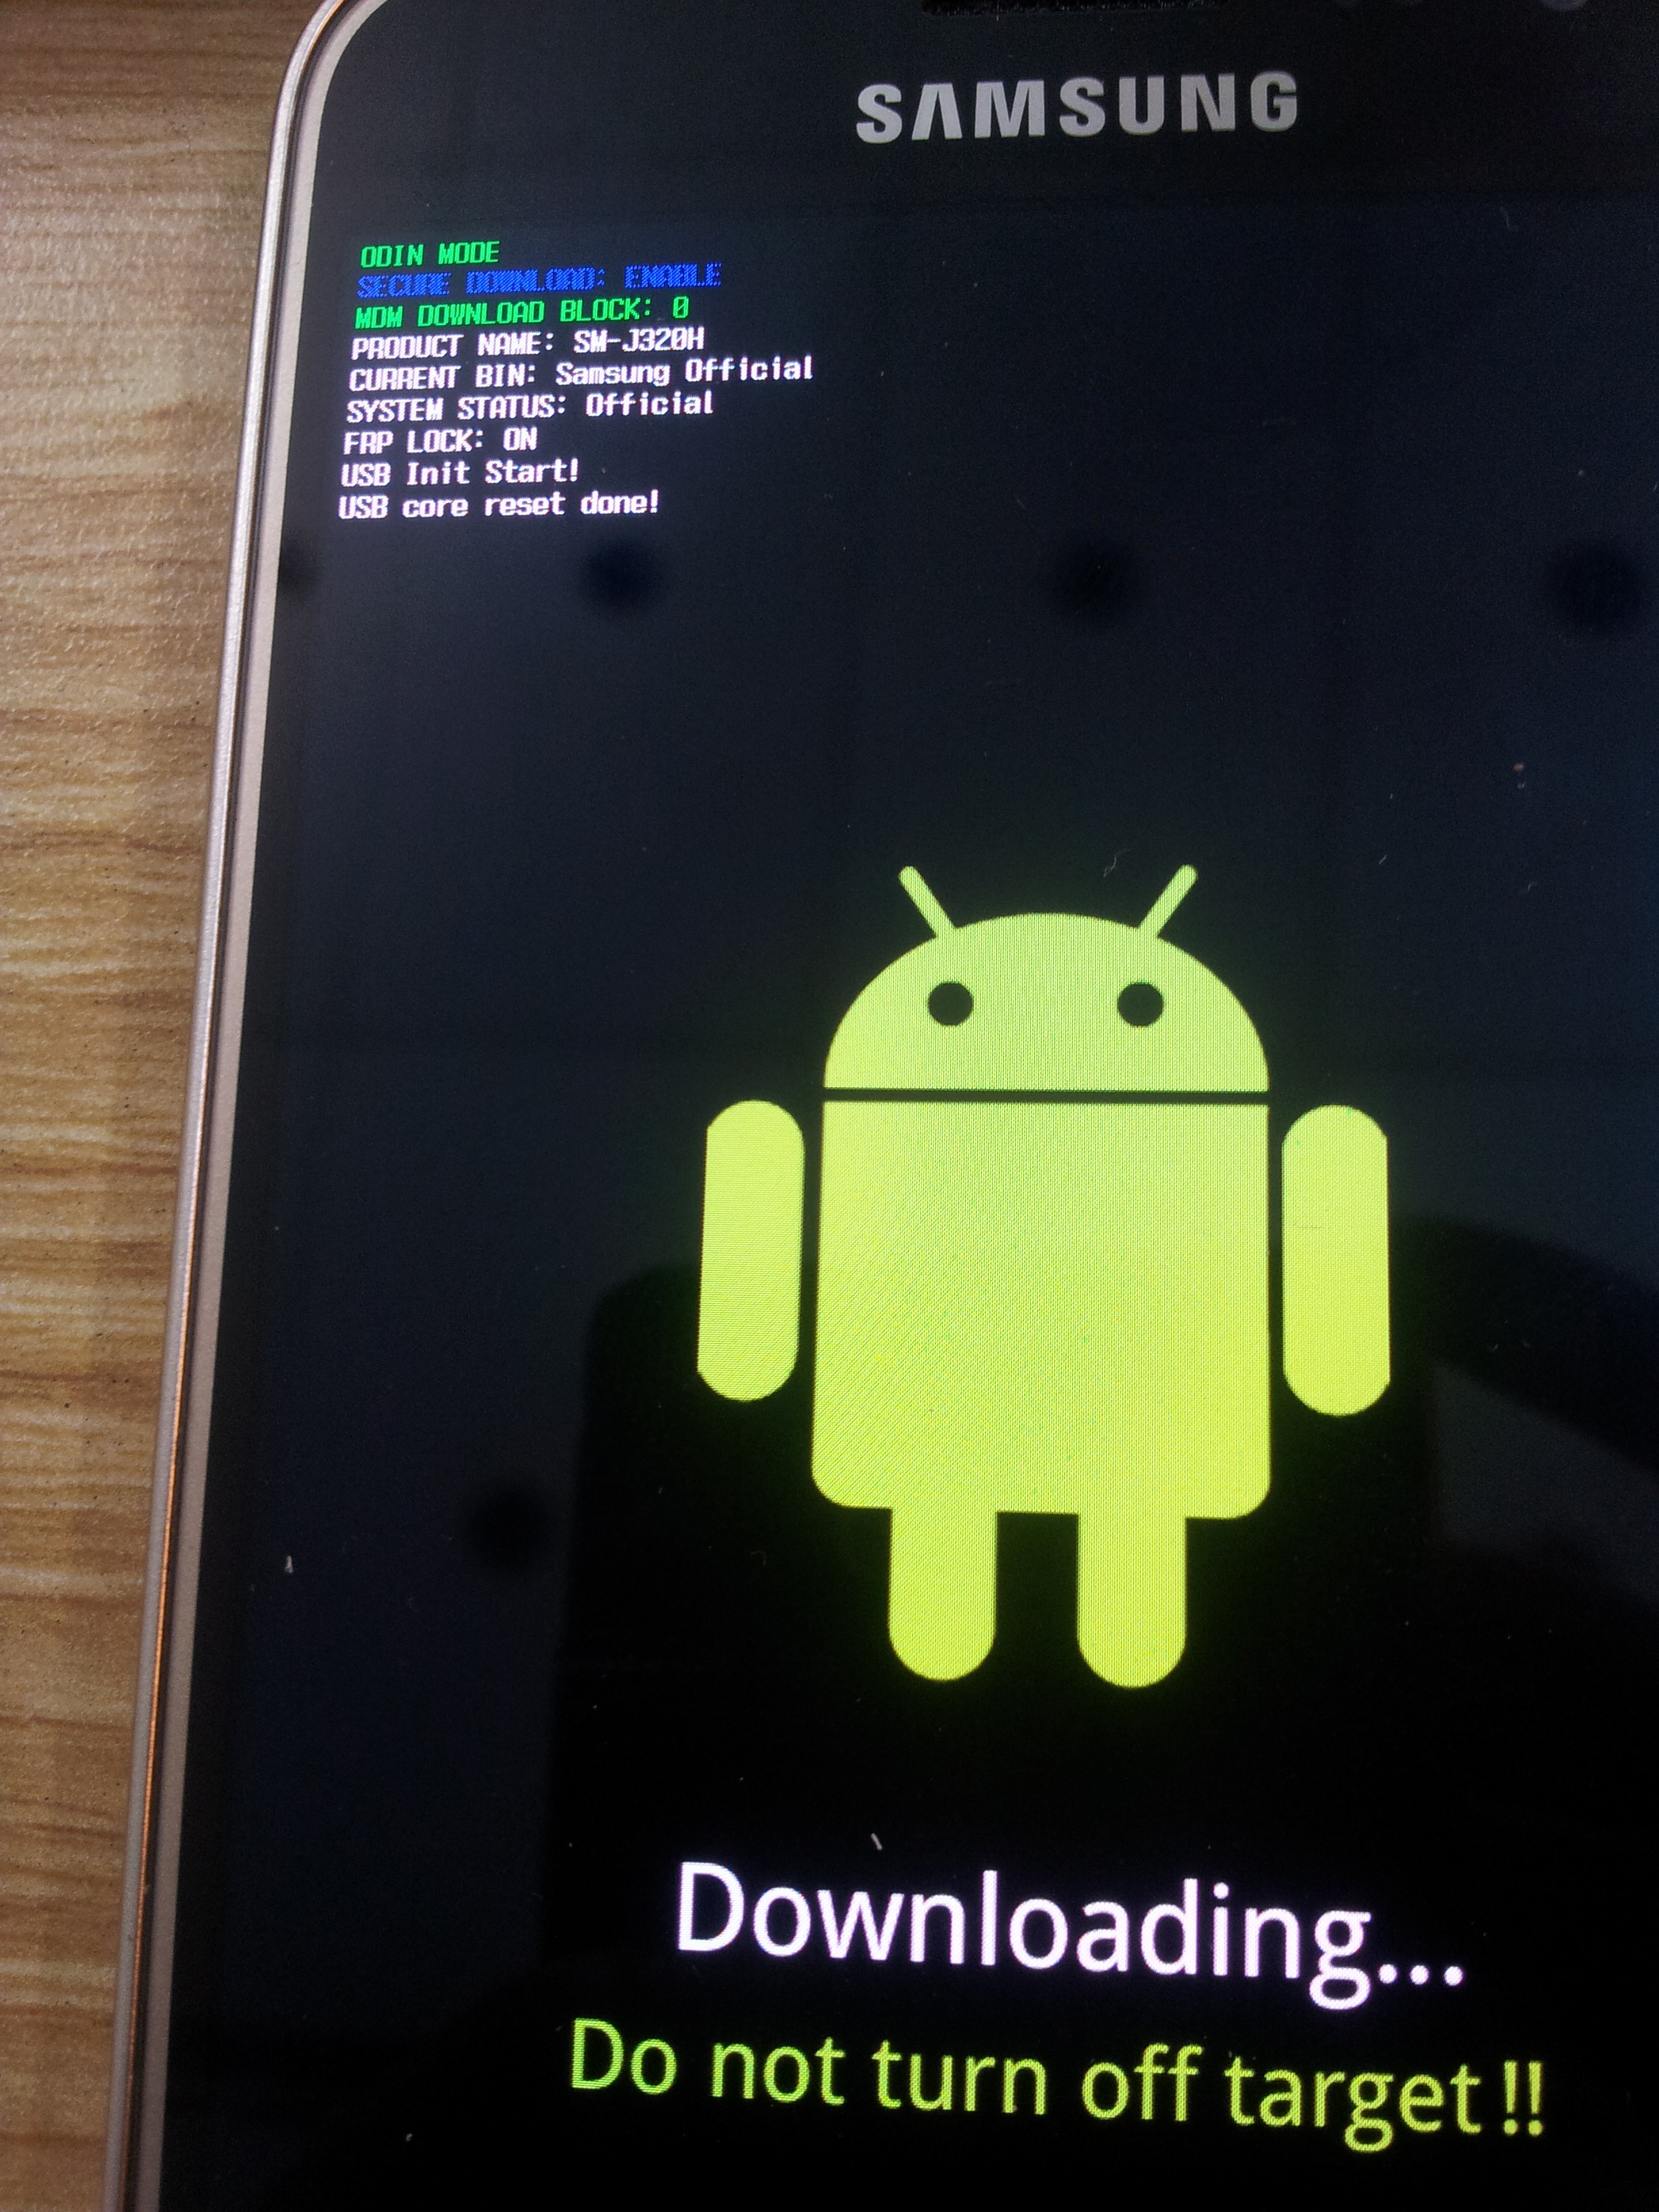 SAMSUNG
ODIN MODE
SECURE DOWNLOAD: ENABLE
MDM DOWNLOAD BLOCK: 0
PRODUCT NAME: SM-J320H
CURRENT BIN: Samsung Official
SYSTEM STATUS: Official
FRP LOCK: ON
USB Init Start!
USB core reset done!
Downloading...
Do not turn off target!!